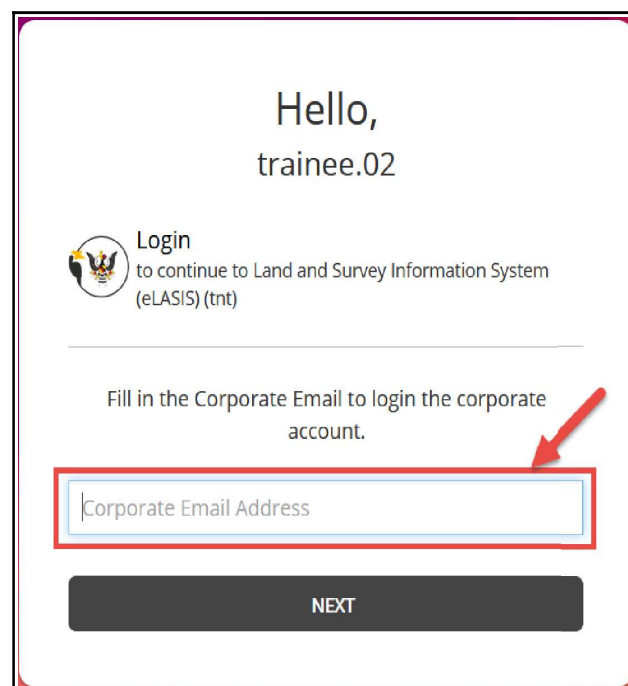 Hello,
trainee.02
Login
to continue to Land and Survey Information System
(eLASIS) (tnt)
Fill in the Corporate Email to login the corporate
account.
Corporate Email Address
NEXT